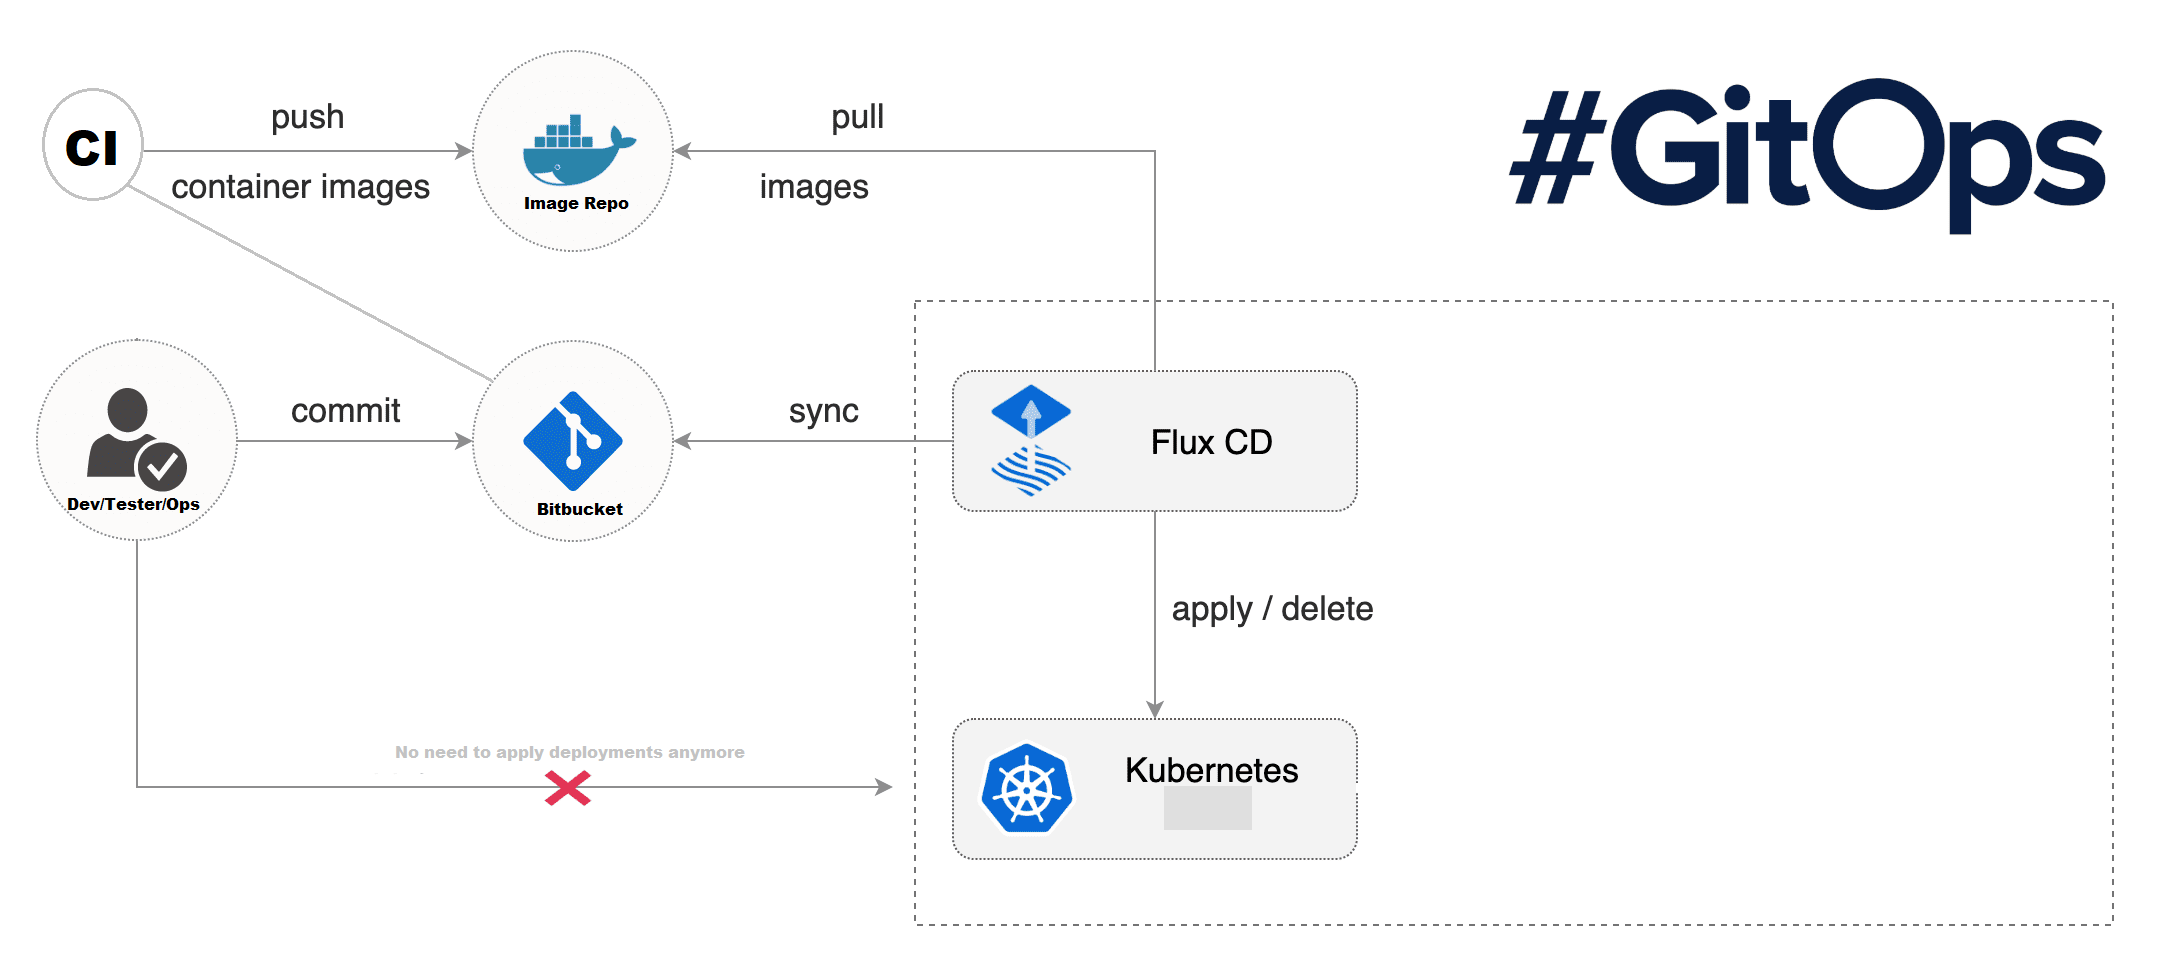 #GitOps
CI
push
container images
Image Repo
pull
images
Dev/Tester/Ops
commit
Bitbucket
sync
Flux CD
apply / delete
No need to apply deployments anymore
Kubernetes